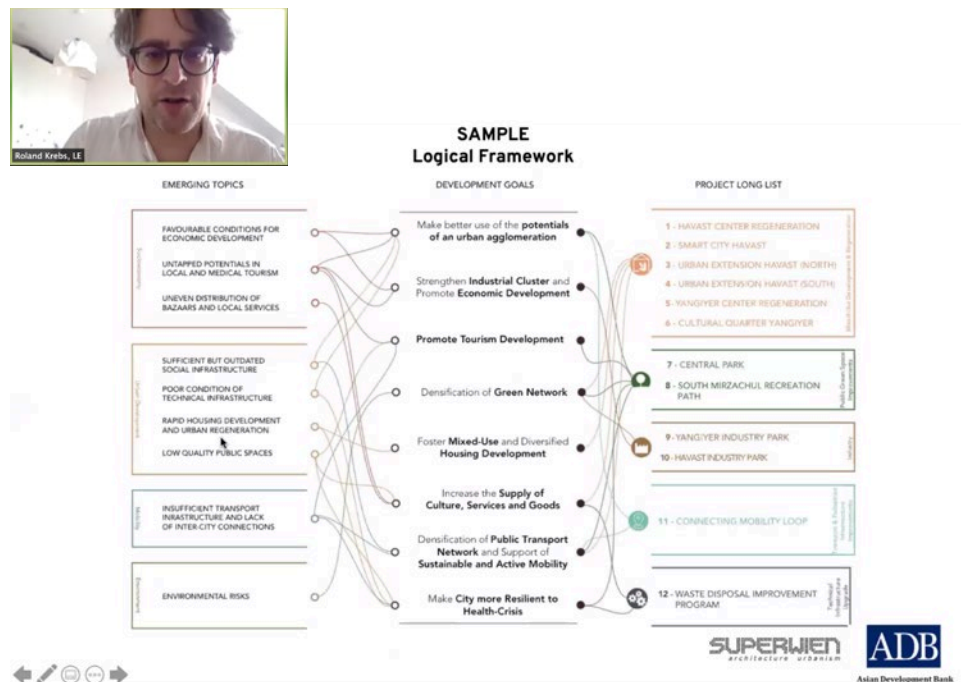 Roland Krebs, LE
SAMPLE
Logical Framework
EMERGING TOPICS
DEVELOPMENT GOALS
PROJECT LONG LIST
FAVOURABLE CONDITIONS FOR
ECONOMIC DEVELOPMENT
UNTAPPED POTENTIALS IN
LOCAL AND MEDICAL TOURISM
UNEVEN DISTRIBUTION OF
BAZAARS AND LOCAL SERVICES
SUFFICIENT BUT OUTDATED
SOCIAL INFRASTRUCTURE
POOR CONDITION OF
TECHNICAL INFRASTRUCTURE
RAPID HOUSING DEVELOPMENT
AND URBAN REGENERATION
LOW QUALITY PUBLIC SPACES
Mobility
INSUFFICIENT TRANSPORT
INFRASTRUCTURE AND LACK
OF INTER-CITY CONNECTIONS
Environment
ENVIRONMENTAL RISKS
Make better use of the potentials
of an urban agglomeration
Strengthen Industrial Cluster and
Promote Economic Development
Promote Tourism Development
Densification of Green Network
Foster Mixed-Use and Diversified
Housing Development
Increase the Supply of
Culture, Services and Goods
Densification of Public Transport
Network and Support of
Sustainable and Active Mobility
Make City more Resilient to
Health-Crisis
1 - HAVAST CENTER REGENERATION
2 - SMART CITY HAVAST
3 - URBAN EXTENSION HAVAST (NORTH)
4 - URBAN EXTENSION HAVAST (SOUTH)
5 - YANGIYER CENTER REGENERATION
6 - CULTURAL QUARTER YANGIYER
7 - CENTRAL PARK
8 - SOUTH MIRZACHUL RECREATION
PATH
9 - YANGIYER INDUSTRY PARK
10 - HAVAST INDUSTRY PARK
Industry
11 - CONNECTING MOBILITY LOOP
12 - WASTE DISPOSAL IMPROVEMENT
PROGRAM
Technical
Infrastructure
Upgrade
SUPERWIEN
architecture urbanism
ADB
Asian Development Bank